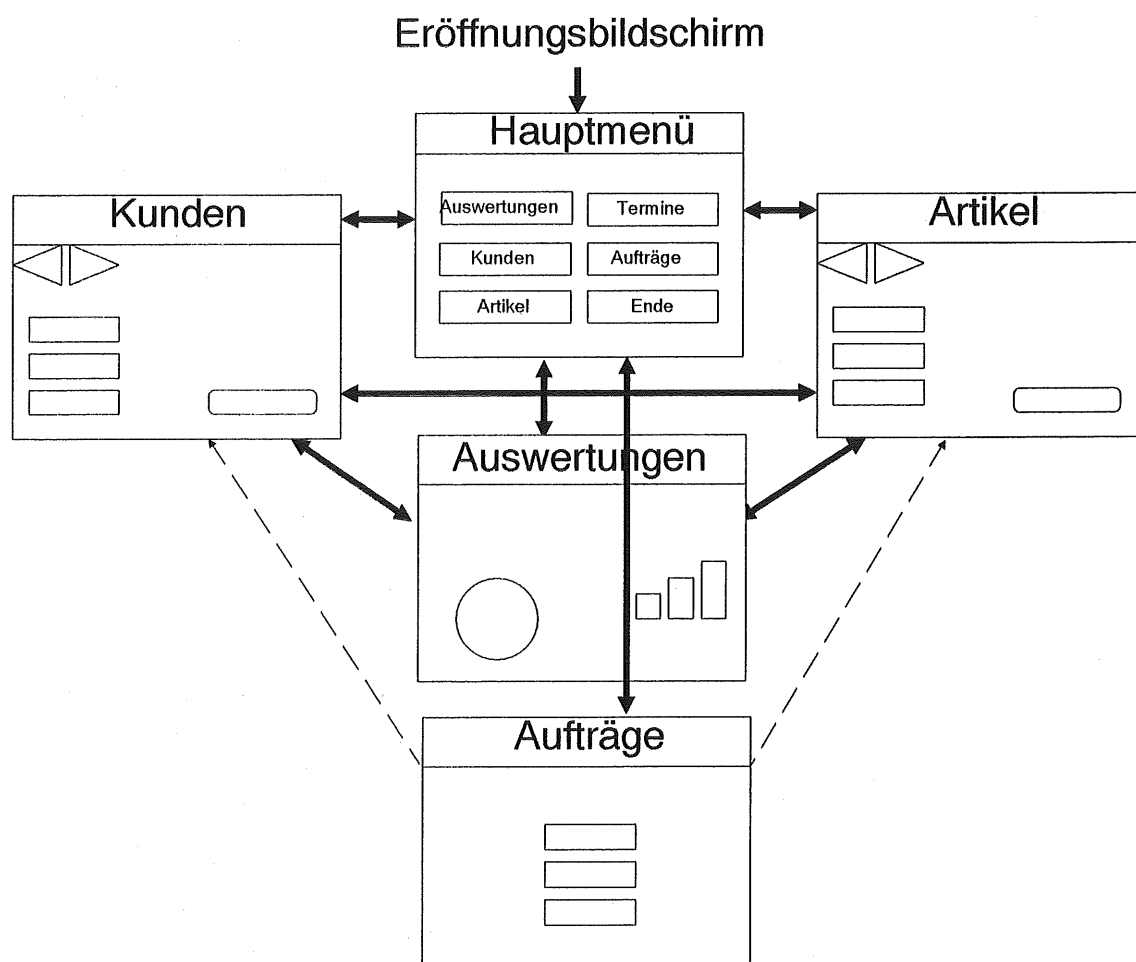 Eröffnungsbildschirm
Hauptmenü
Auswertungen
Termine
Kunden
Aufträge
Artikel
Ende
Kunden
Artikel
Auswertungen
Aufträge